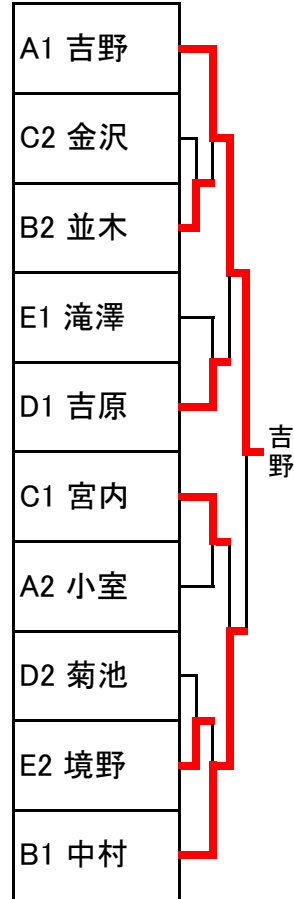 A1 吉野
C2 金沢
B2 並木
E1 滝澤
D1 吉原
C1 宮内
A2 小室
D2 菊池
E2 境野
B1 中村
吉野